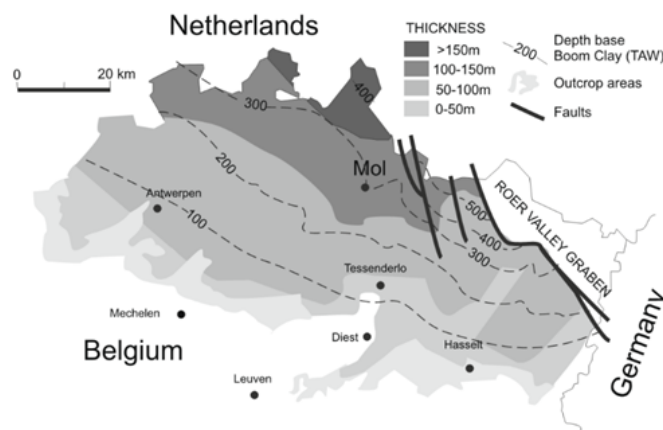 Netherlands
THICKNESS
>150m
100-150m
50-100m
0-50m
200
Depth base
Boom Clay (TAW)
Outcrop areas
Faults
0
20 km
300
400
200
Mol
Antwerpen
100
500
400
300
ROER VALLEY GRABEN
Tessenderlo
Mechelen
Belgium
Diest
Hasselt
Leuven
Germany